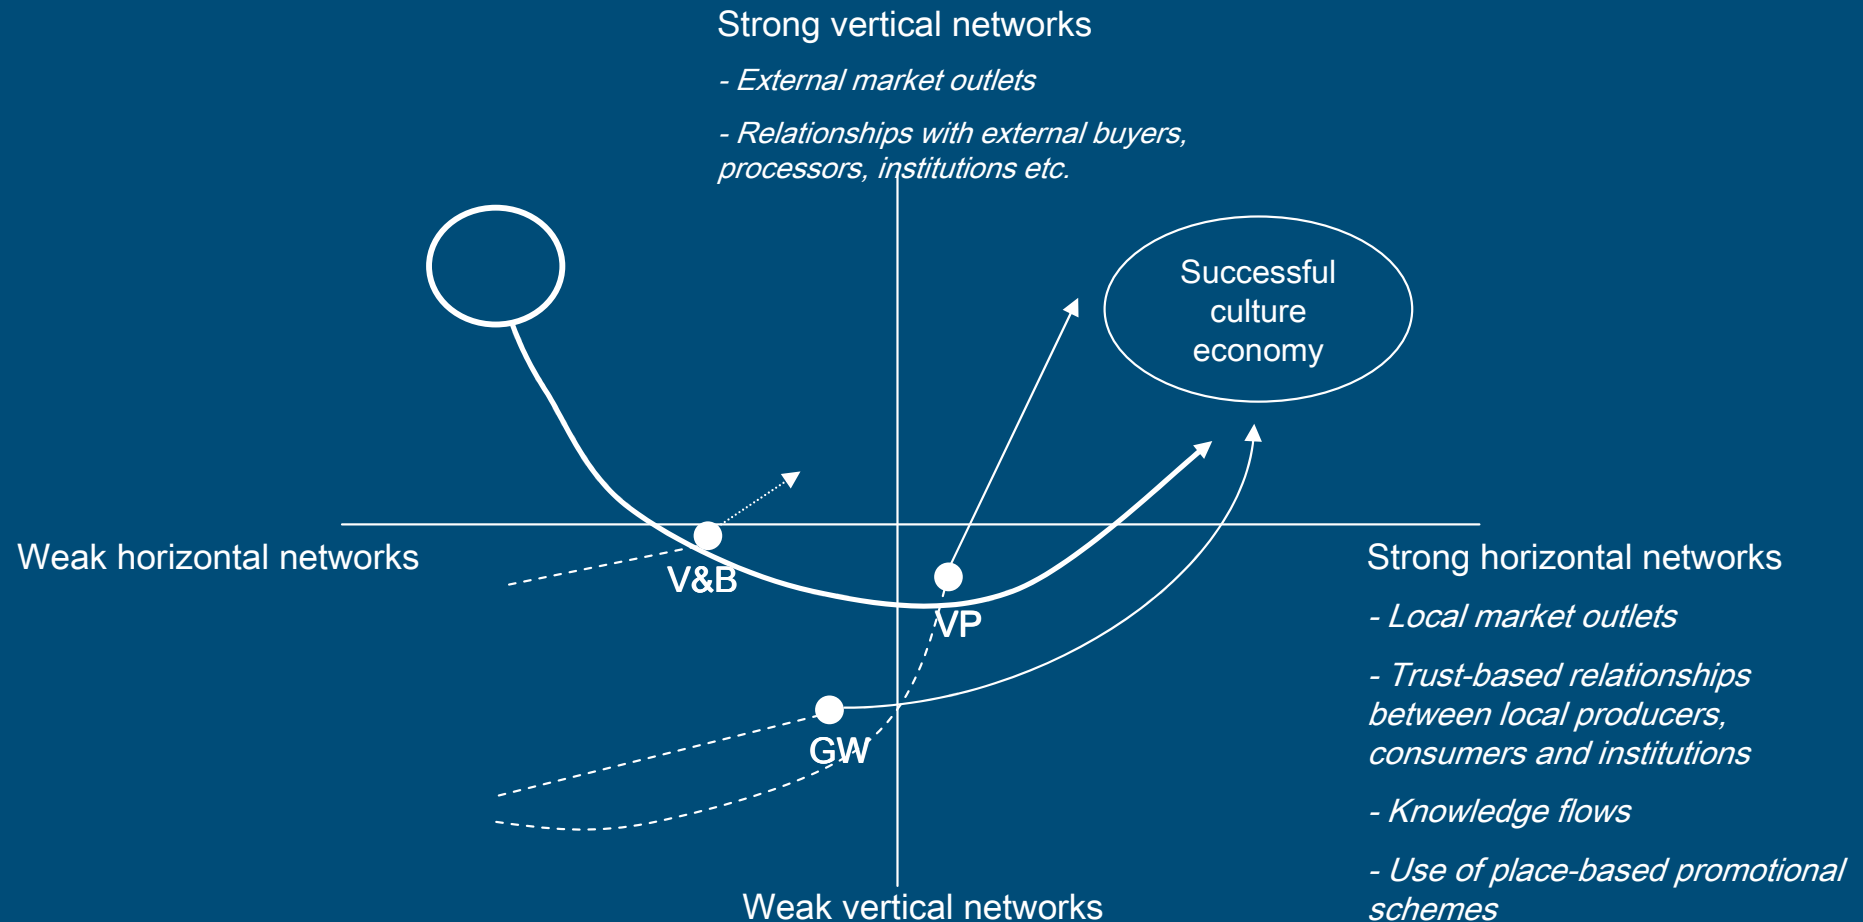 Strong vertical networks
- External market outlets
- Relationships with external buyers,
processors, institutions etc.
Successful
culture
economy
Weak horizontal networks
V&B
VP
GW
Strong horizontal networks
- Local market outlets
- Trust-based relationships
between local producers,
consumers and institutions
- Knowledge flows
- Use of place-based promotional
schemes
Weak vertical networks